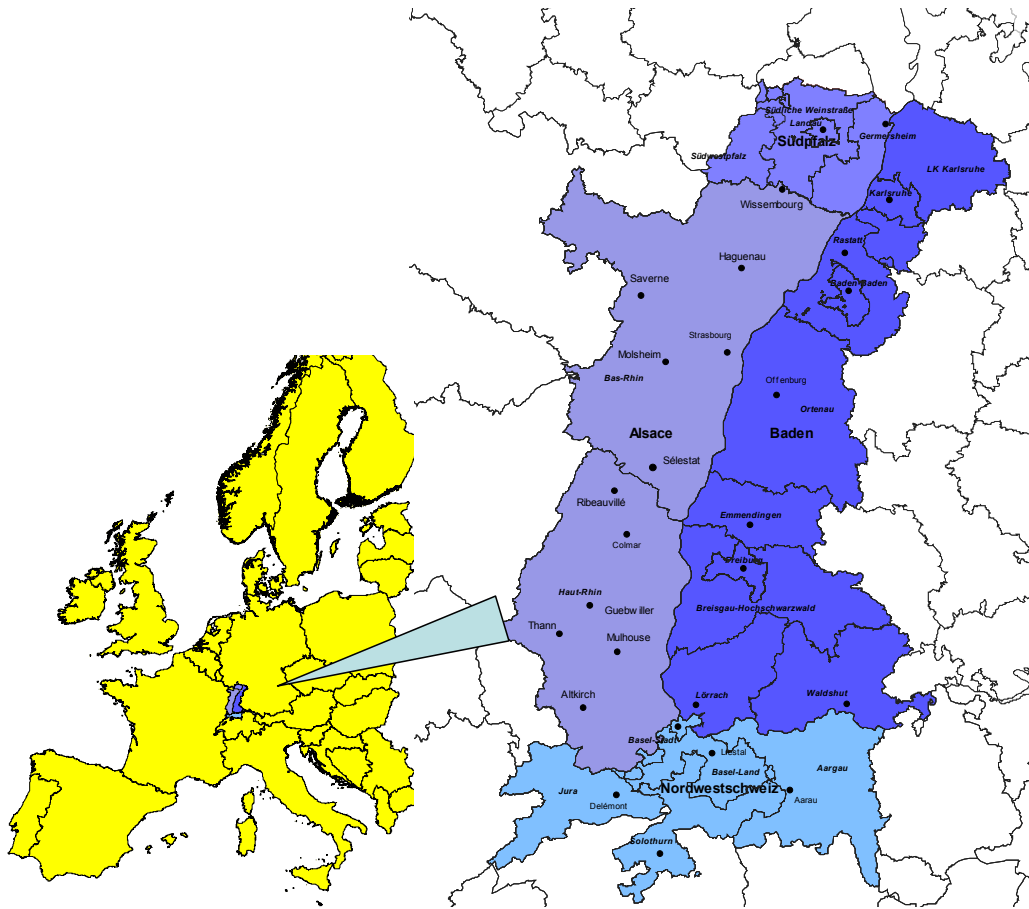 Südliche Weinstraße
Landau
Germersheim
Südpfalz
Südwestpfalz
LK Karlsruhe
Karlsruhe
Wissembourg
Rastatt
Haguenau
Saverne
Baden-Baden
Strasbourg
Molsheim
Bas-Rhin
Offenburg
Ortenau
Alsace
Baden
Sélestat
Ribeauvillé
Emmendingen
Colmar
Freiburg
Haut-Rhin
Guebwiller
Breisgau-Hochschwarzwald
Thann
Mulhouse
Altkirch
Lörrach
Waldshut
Basel-Stadt
Liestal
Basel-Land
Aargau
Jura
Nordwestschweiz
Delémont
Aarau
Solothurn